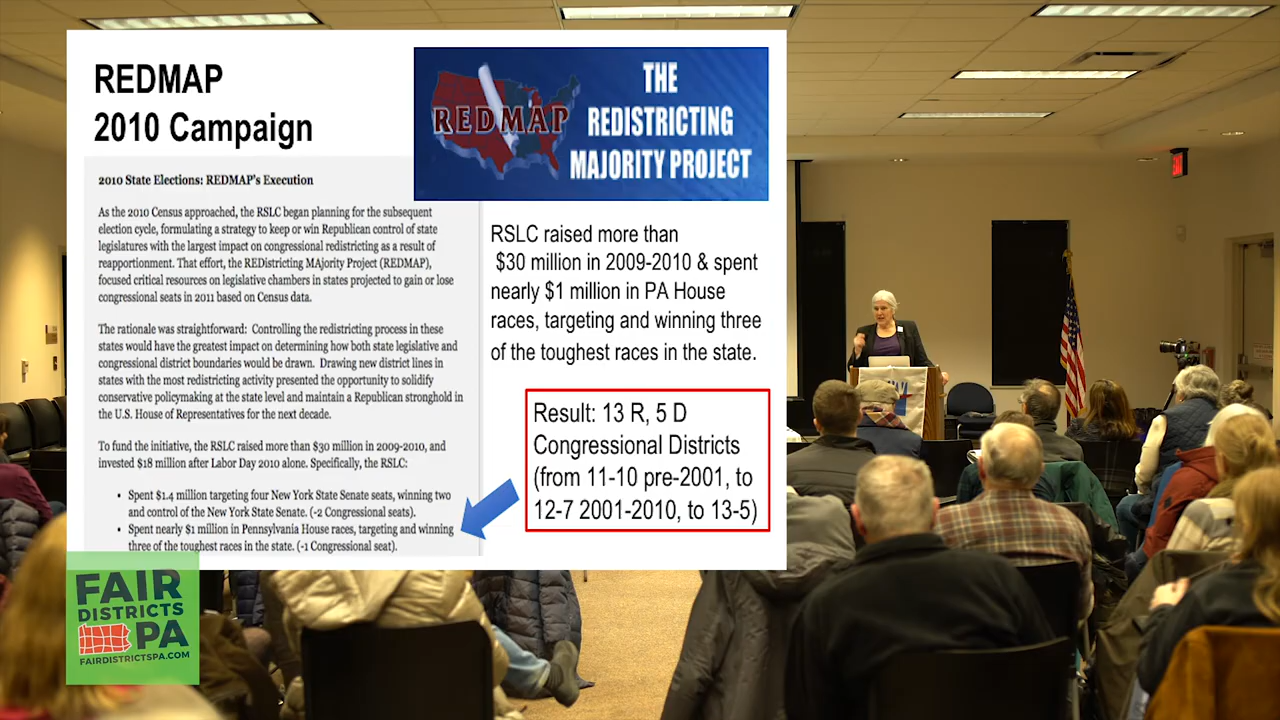 REDMAP
2010 Campaign
REDMAP
THE
REDISTRICTING
MAJORITY PROJECT
2010 State Elections: REDMAP's Execution
As the 2010 Census approached, the RSLC began planning for the subsequent
election cycle, formulating a strategy to keep or win Republican control of state
legislatures with the largest impact on congressional redistricting as a result of
reapportionment. That effort, the REDistricting MAjority Project (REDMAP),
focused critical resources on legislative chambers in states projected to gain or lose
congressional seats in 2011 based on Census data.
The rationale was straightforward: Controlling the redistricting process in these
states would have the greatest impact on determining how both state legislative and
congressional district boundaries would be drawn. Drawing new district lines in
states with the most redistricting activity presented the opportunity to solidify
conservative policymaking at the state level and maintain a Republican stronghold in
the U.S. House of Representatives for the next decade.
To fund the initiative, the RSLC raised more than $30 million in 2009-2010, and
invested $18 million after Labor Day 2010 alone. Specifically, the RSLC:
• Spent $1.4 million targeting four New York State Senate seats, winning two
and control of the New York State Senate. (-2 Congressional seats).
• Spent nearly $1 million in Pennsylvania House races, targeting and winning
three of the toughest races in the state. (-1 Congressional seat).
RSLC raised more than
$30 million in 2009-2010 & spent
nearly $1 million in PA House
races, targeting and winning three
of the toughest races in the state.
Result: 13 R, 5 D
Congressional Districts
(from 11-10 pre-2001, to
12-7 2001-2010, to 13-5)
FAIR
DISTRICTS
PA
FAIRDISTRICTSPA.COM